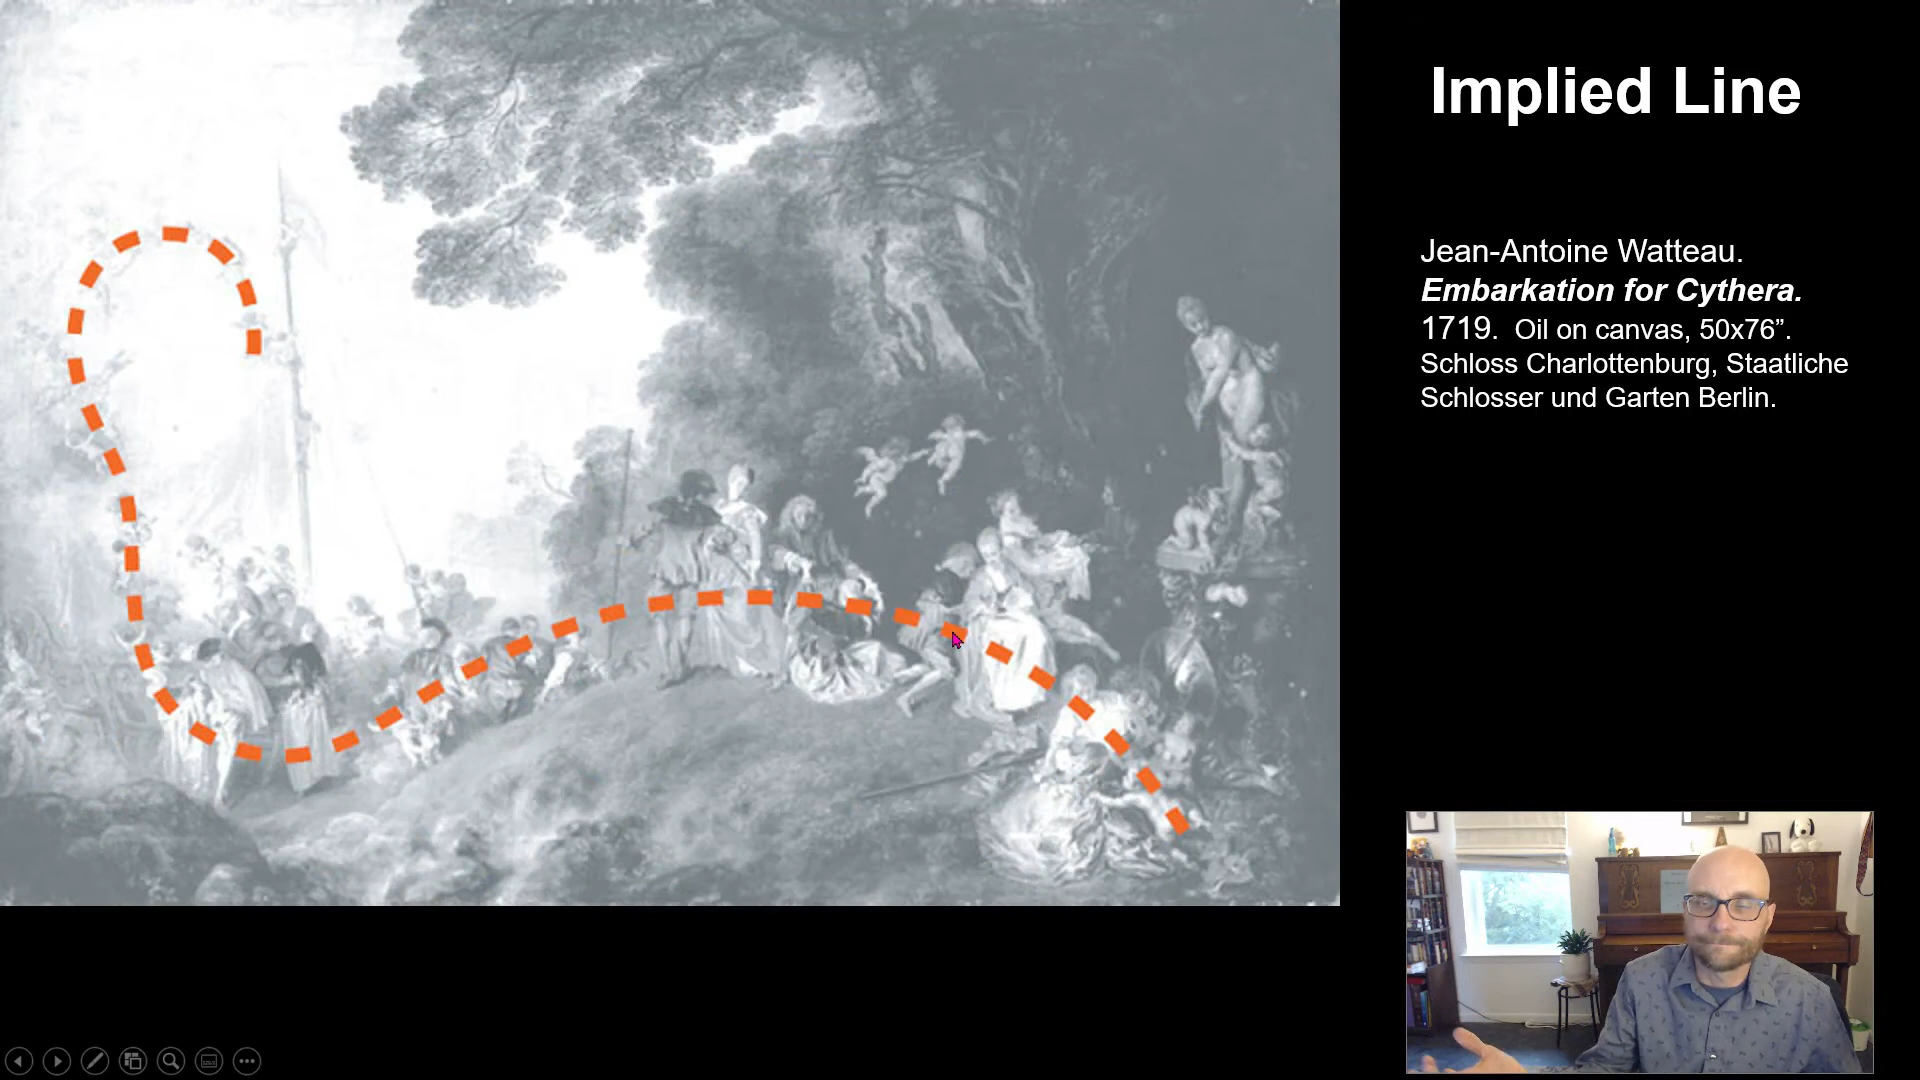 Implied Line
Jean-Antoine Watteau.
Embarkation for Cythera.
1719. Oil on canvas, 50x76”.
Schloss Charlottenburg, Staatliche
Schlosser und Garten Berlin.